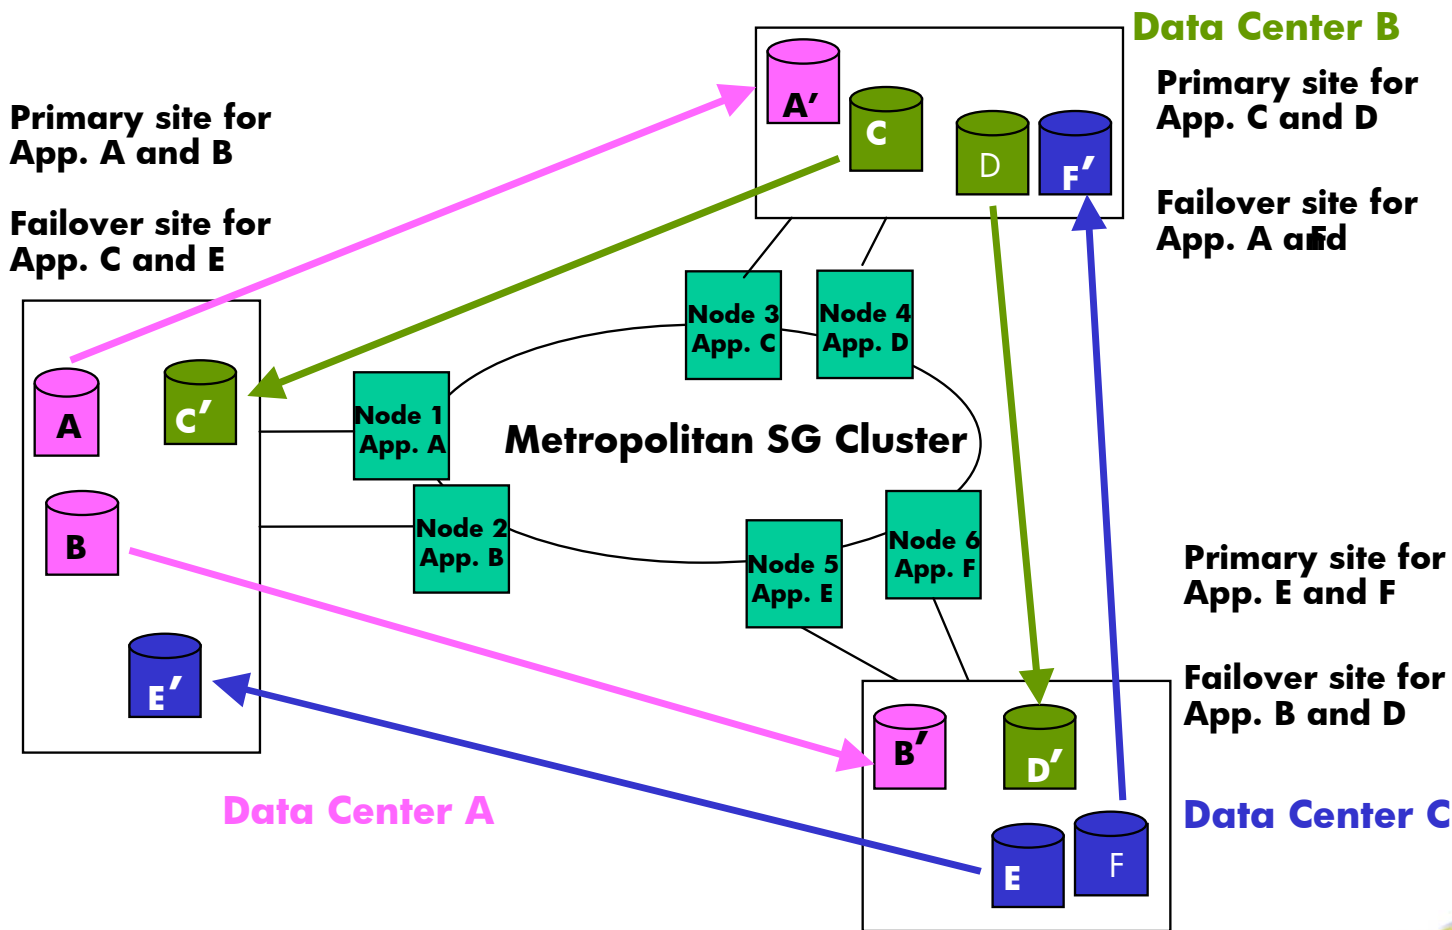 Data Center B
Primary site for
App. C and D
Failover site for
App. A and F
Primary site for
App. A and B
Failover site for
App. C and E
A′
C
D
F′
Node 3
App. C
Node 4
App. D
A
C′
Node 1
App. A
Metropolitan SG Cluster
B
Node 2
App. B
Node 5
App. E
Node 6
App. F
Primary site for
App. E and F
Failover site for
App. B and D
E′
B′
D′
Data Center A
Data Center C
E
F